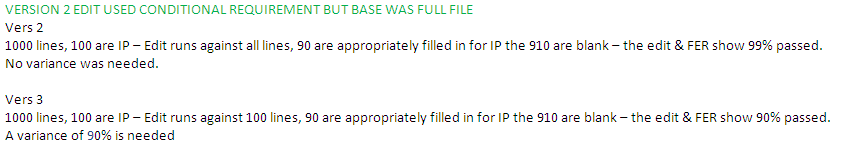 VERSION 2 EDIT USED CONDITIONAL REQUIREMENT BUT BASE WAS FULL FILE
Vers 2
1000 lines, 100 are IP – Edit runs against all lines, 90 are appropriately filled in for IP the 910 are blank – the edit & FER show 99% passed.
No variance was needed.
Vers 3
1000 lines, 100 are IP – Edit runs against 100 lines, 90 are appropriately filled in for IP the 910 are blank – the edit & FER show 90% passed.
A variance of 90% is needed